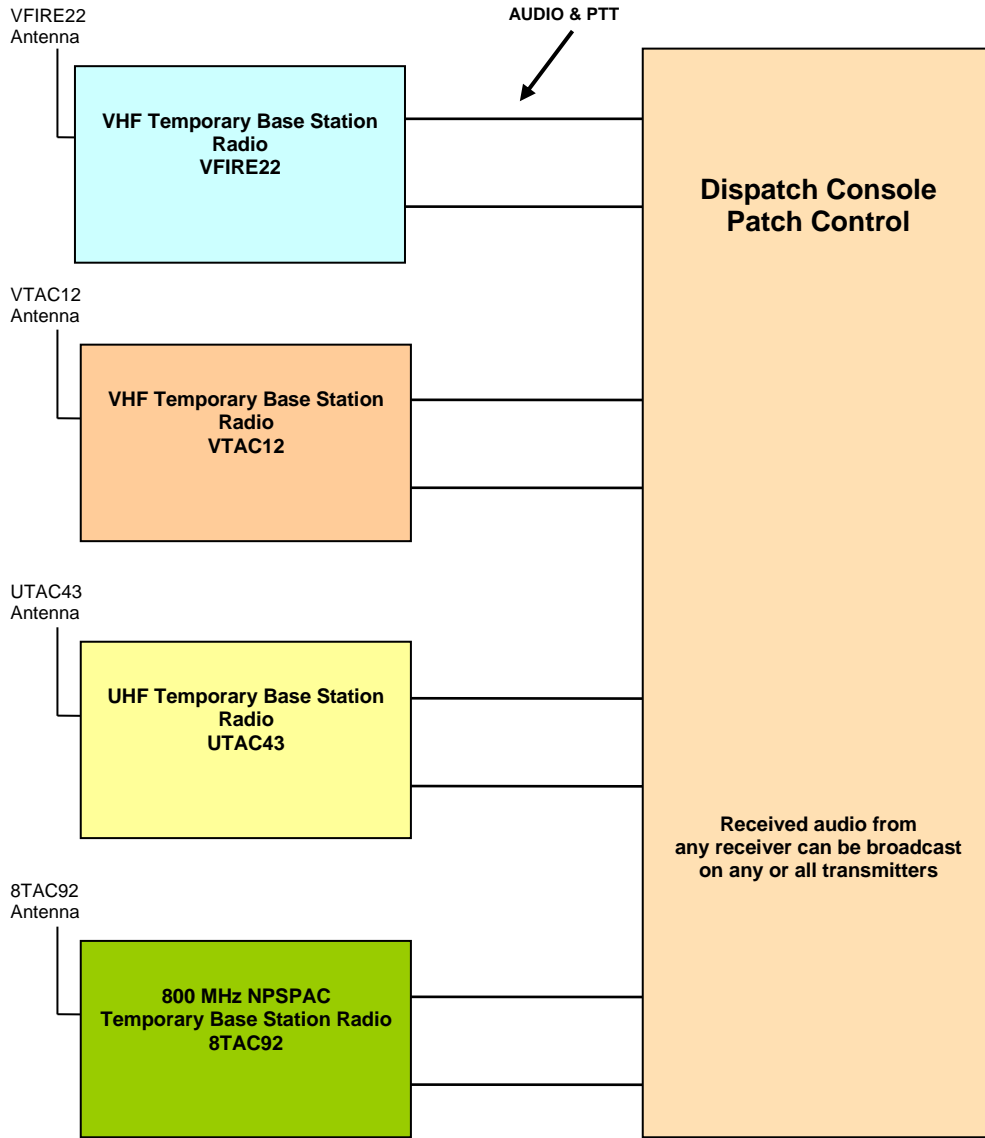 VFIRE22
Antenna
AUDIO & PTT
VHF Temporary Base Station
Radio
VFIRE22
Dispatch Console
Patch Control
VTAC12
Antenna
VHF Temporary Base Station
Radio
VTAC12
UTAC43
Antenna
UHF Temporary Base Station
Radio
UTAC43
Received audio from
any receiver can be broadcast
on any or all transmitters
8TAC92
Antenna
800 MHz NPSPAC
Temporary Base Station Radio
8TAC92